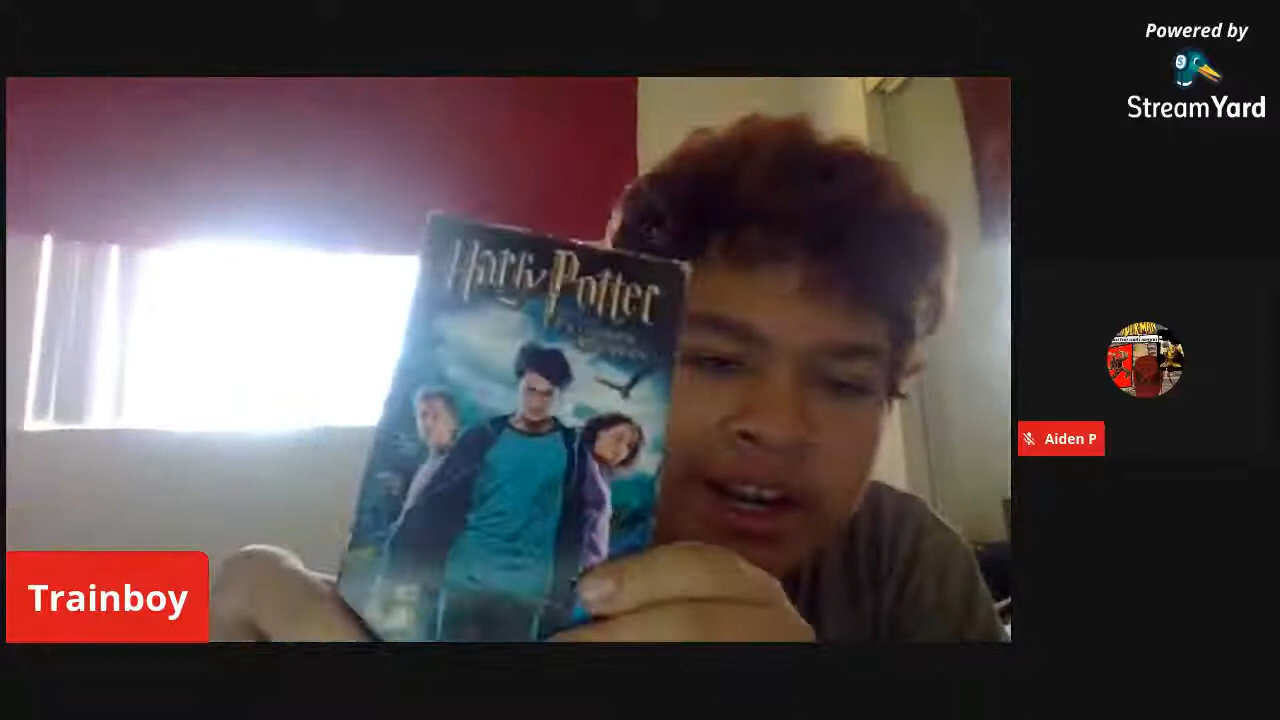 Powered by
StreamYard
Harry Potter
Aiden P
Trainboy